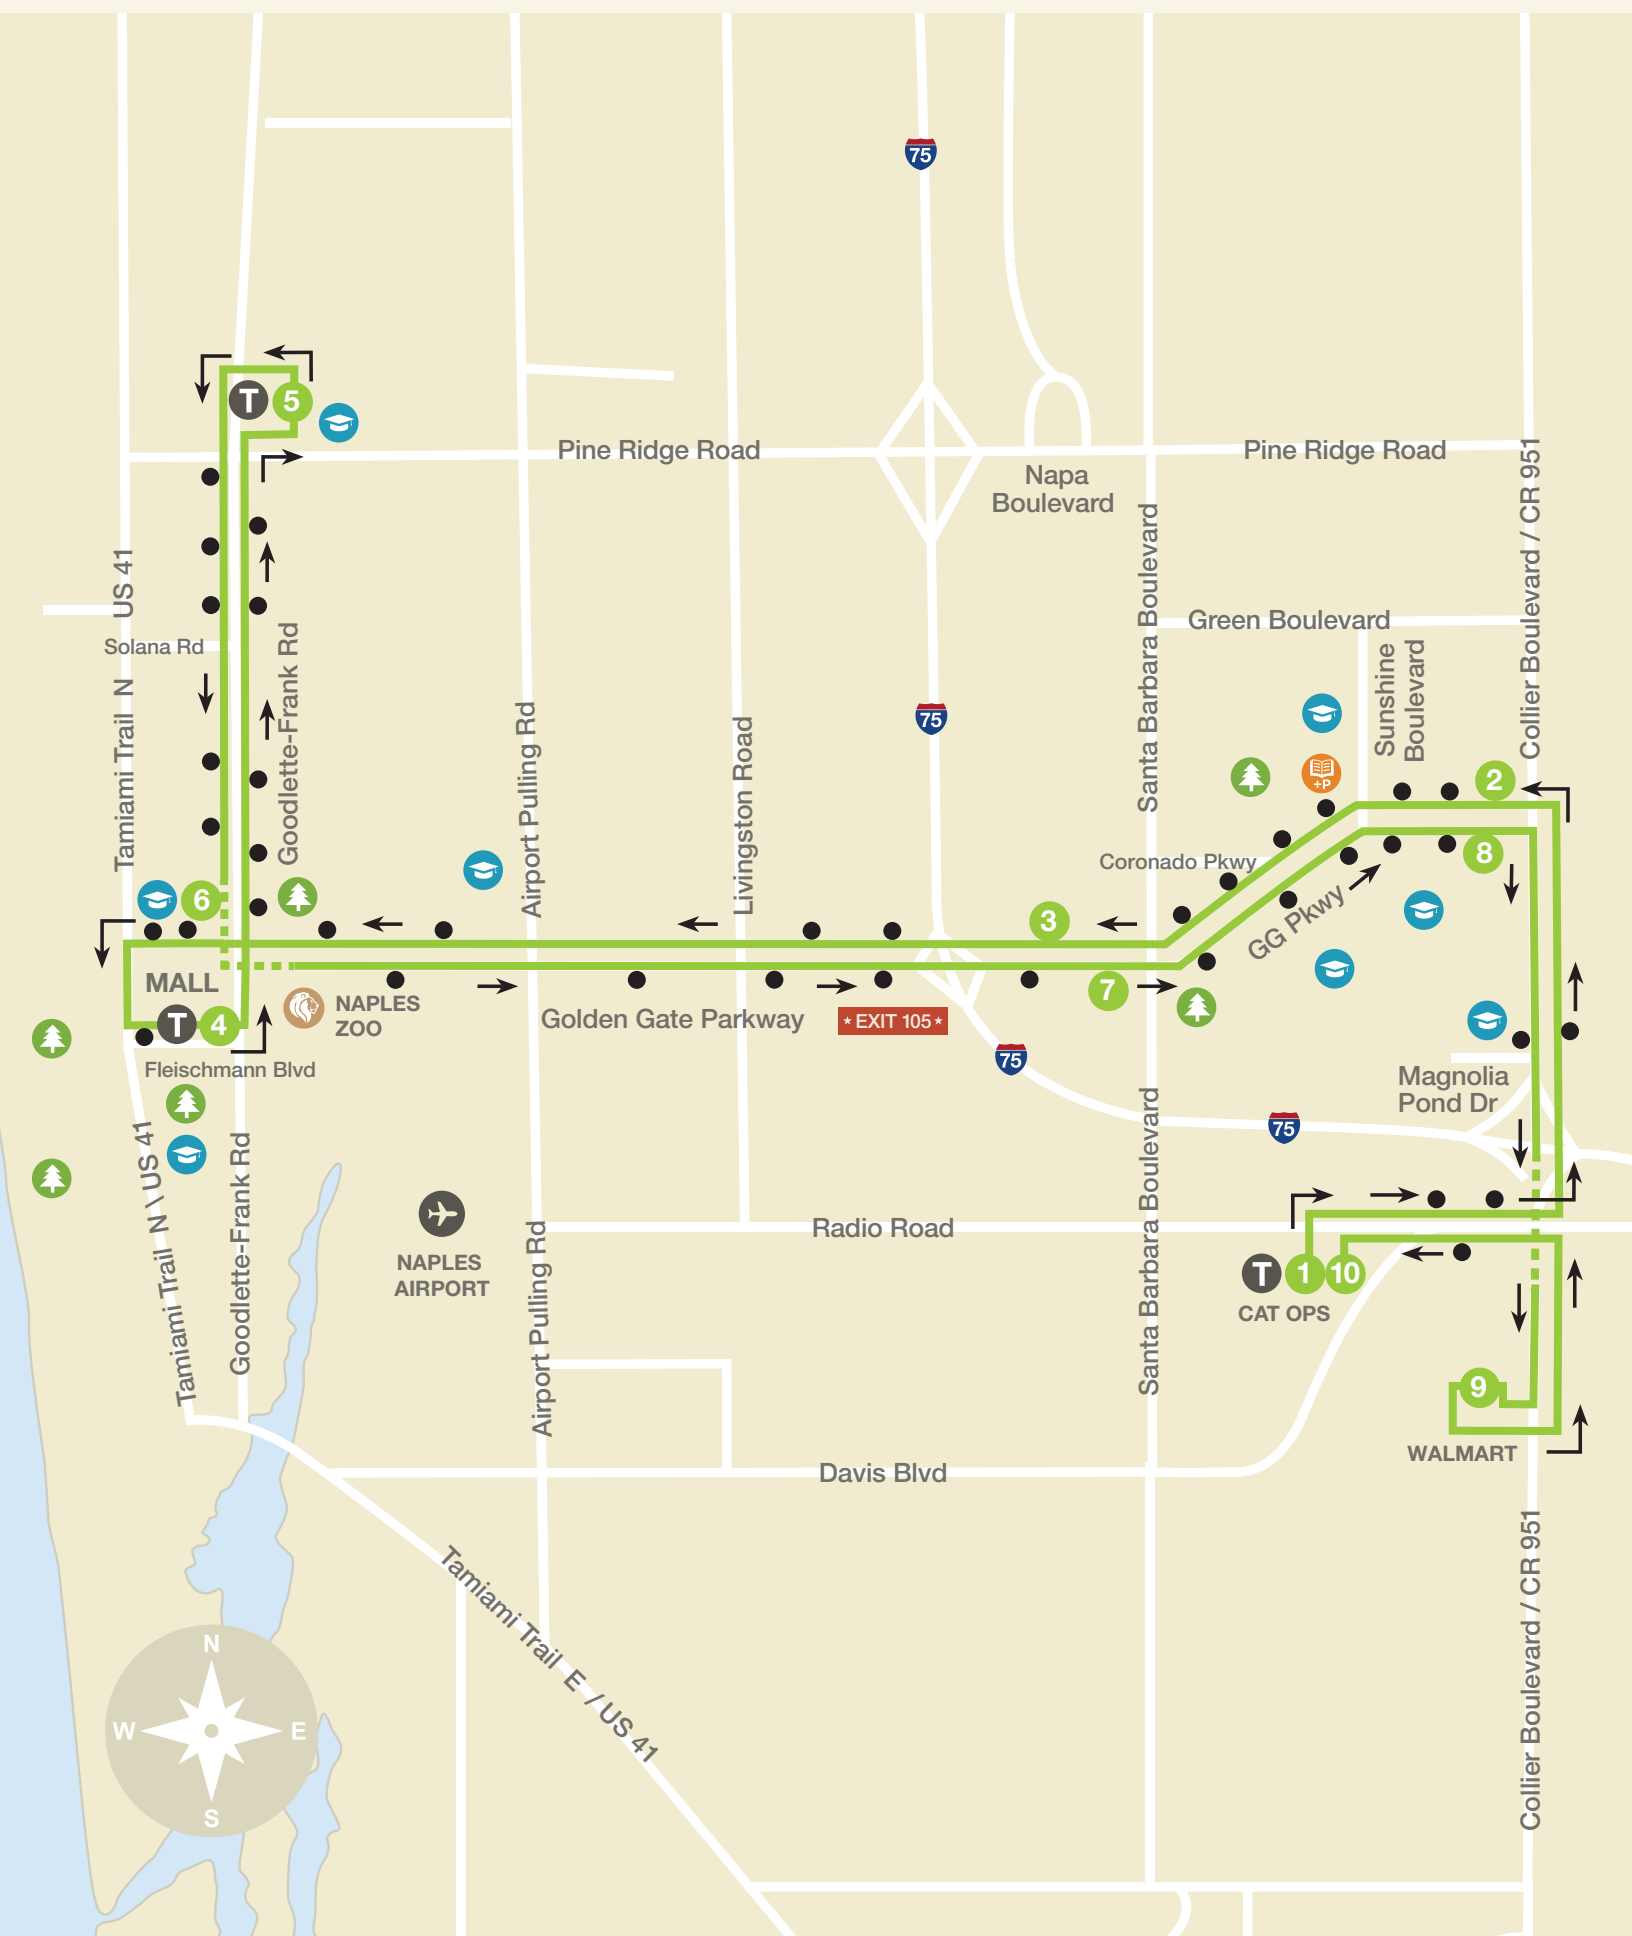 75
T
5
Pine Ridge Road
Pine Ridge Road
Napa
Boulevard
US 41
Solana Rd
Tamiami Trail N
Goodlette-Frank Rd
Airport Pulling Rd
Livingston Road
75
Santa Barbara Boulevard
Green Boulevard
Sunshine
Boulevard
Collier Boulevard / CR 951
+P
2
8
Coronado Pkwy
GG Pkwy
6
3
7
MALL
T
4
NAPLES
ZOO
Golden Gate Parkway
EXIT 105
75
Fleischmann Blvd
Magnolia
Pond Dr
75
Tamiami Trail N \ US 41
Goodlette-Frank Rd
NAPLES
AIRPORT
Airport Pulling Rd
Radio Road
Santa Barbara Boulevard
T
1
10
CAT OPS
9
WALMART
Davis Blvd
Tamiami Trail E / US 41
Collier Boulevard / CR 951
N
W
E
S